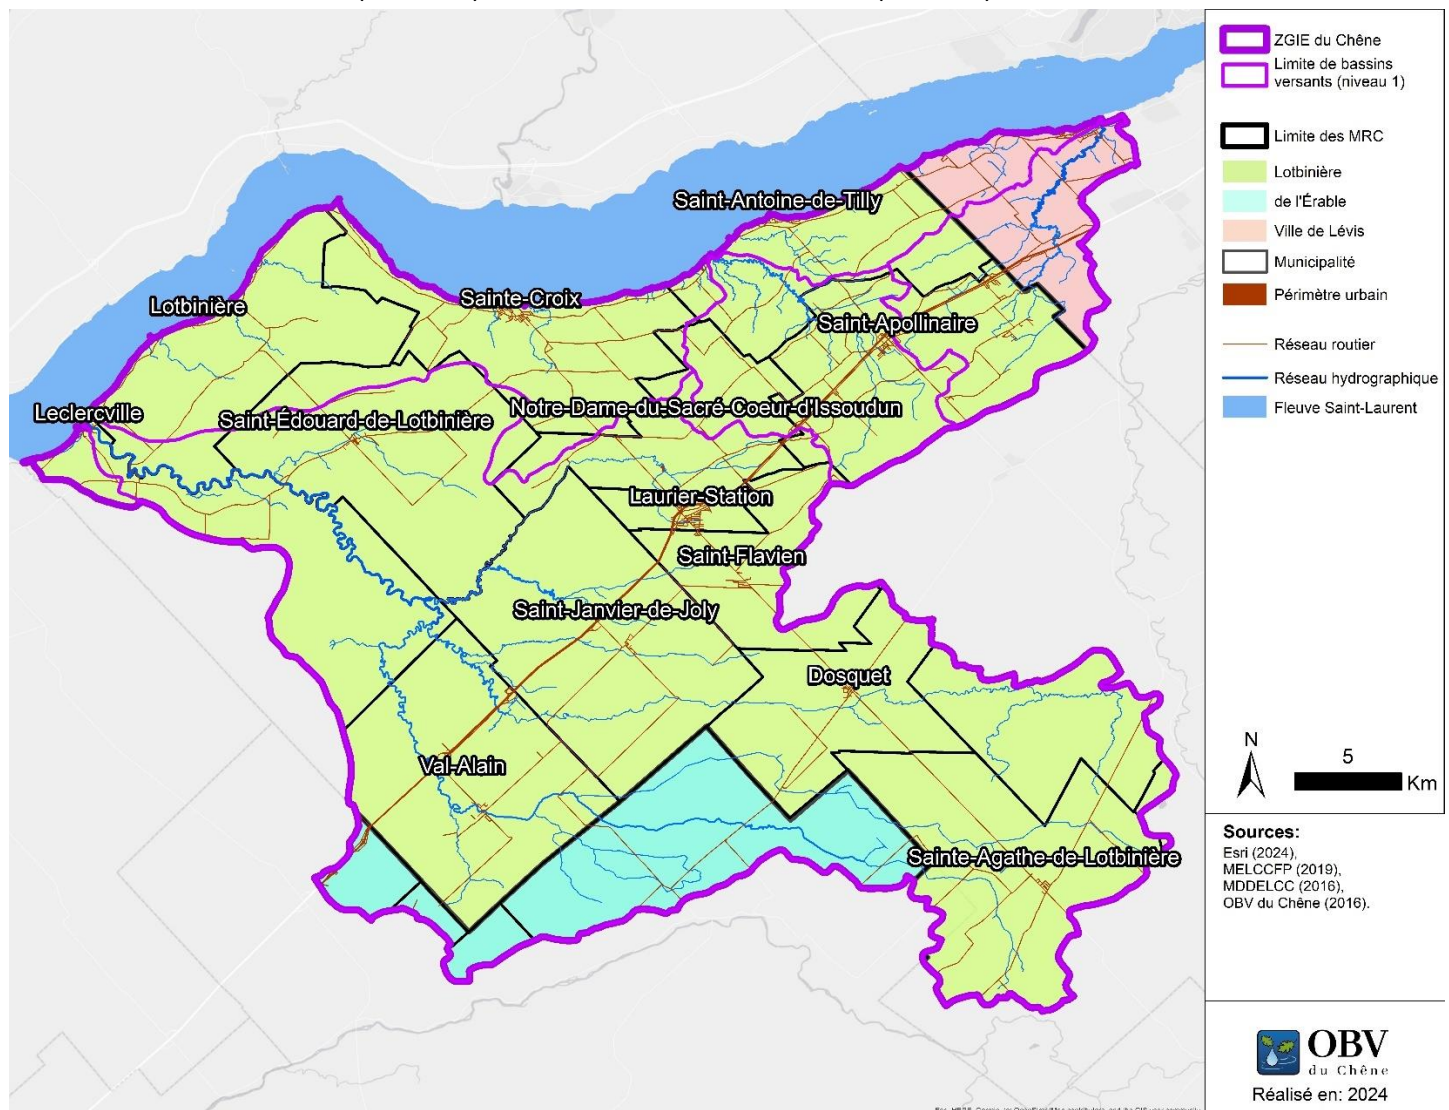 Saint-Antoine-de-Tilly
Lotbinière
Sainte-Croix
Saint-Apollinaire
Leclercville
Saint-Édouard-de-Lotbinière
Notre-Dame-du-Sacré-Coeur-d'Issoudun
Laurier-Station
Saint-Flavien
Saint-Janvier-de-Joly
Dosquet
Val-Alain
Sainte-Agathe-de-Lotbinière
ZGIE du Chêne
Limite de bassins
versants (niveau 1)
Limite des MRC
Lotbinière
de l'Érable
Ville de Lévis
Municipalité
Périmètre urbain
Réseau routier
Réseau hydrographique
Fleuve Saint-Laurent
N
5
Km
Sources:
Esri (2024),
MELCCFP (2019),
MDDELCC (2016),
OBV du Chêne (2016).
OBV
du Chêne
Réalisé en: 2024